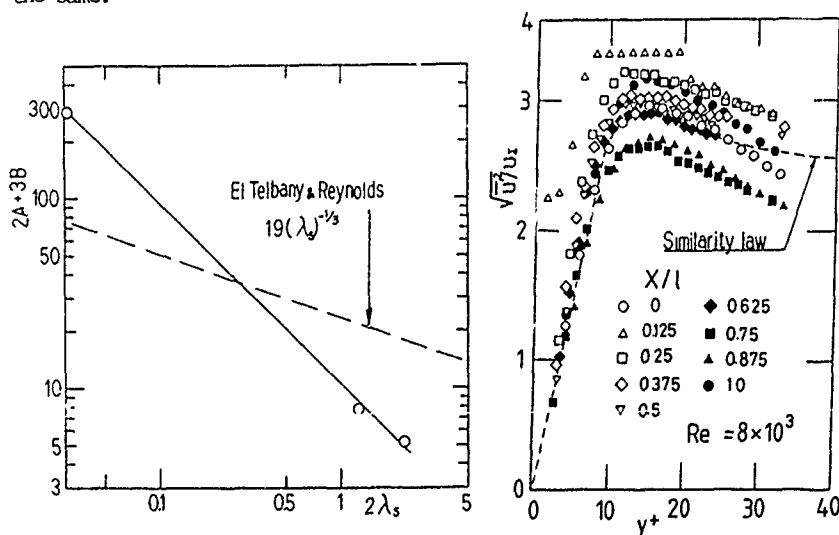 the same.
300
100
50
10
5
3
2A+3B
El Telbany & Reynolds
19(λs)^-1/3
0.1
0.5
1
2λs
5
4
3
2
1
0
√u̅²/uτ
Similarity law
X/l
○ 0
△ 0.125
□ 0.25
◇ 0.375
▽ 0.5
◆ 0.625
■ 0.75
▲ 0.875
● 1.0
Re = 8×10³
0
10
20
30
40
y+